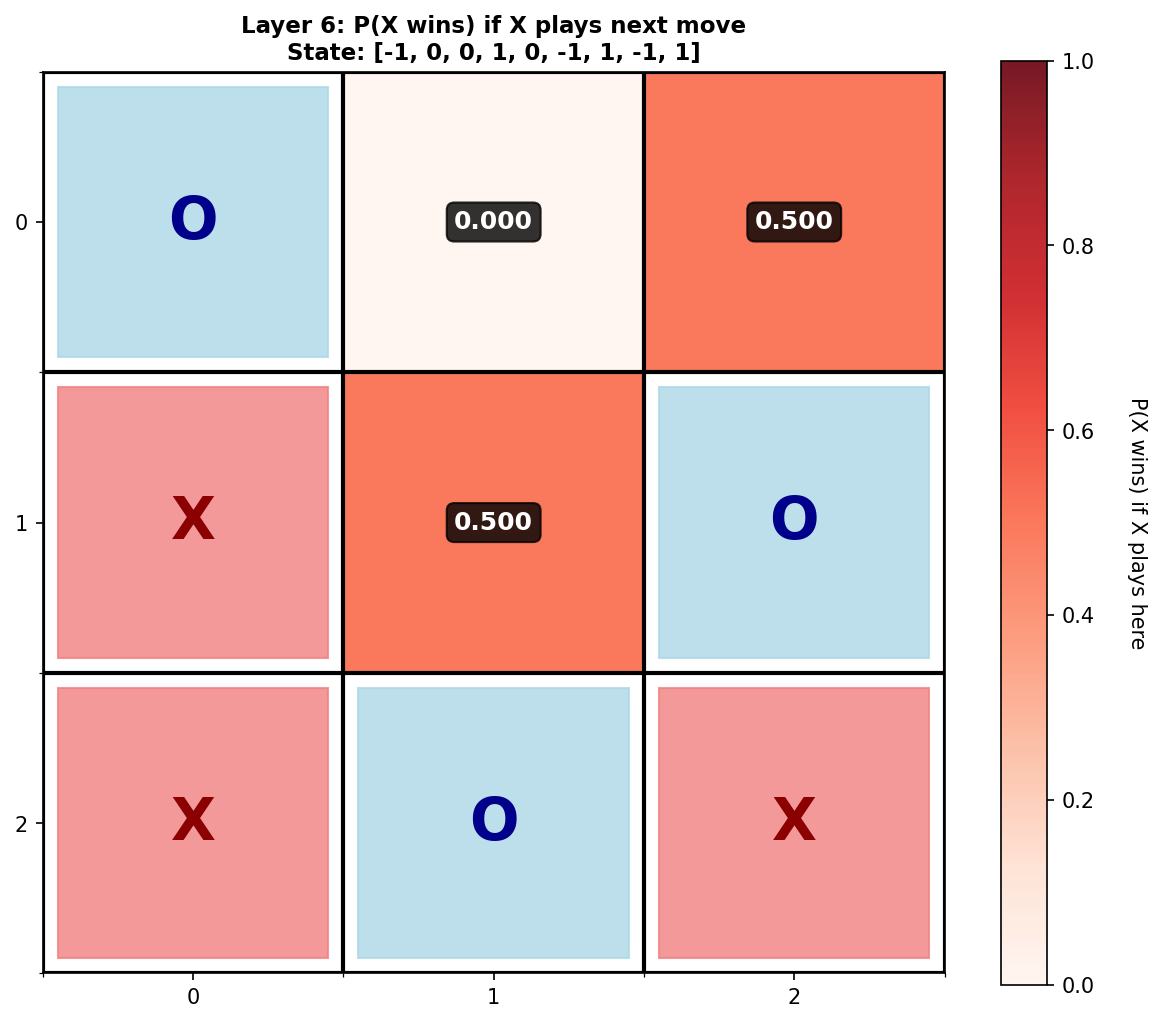 Layer 6: P(X wins) if X plays next move
State: [-1, 0, 0, 1, 0, -1, 1, -1, 1]
O
0.000
0.500
X
0.500
O
X
O
X
0
1
2
0
1
2
1.0
0.8
0.6
0.4
0.2
0.0
P(X wins) if X plays here